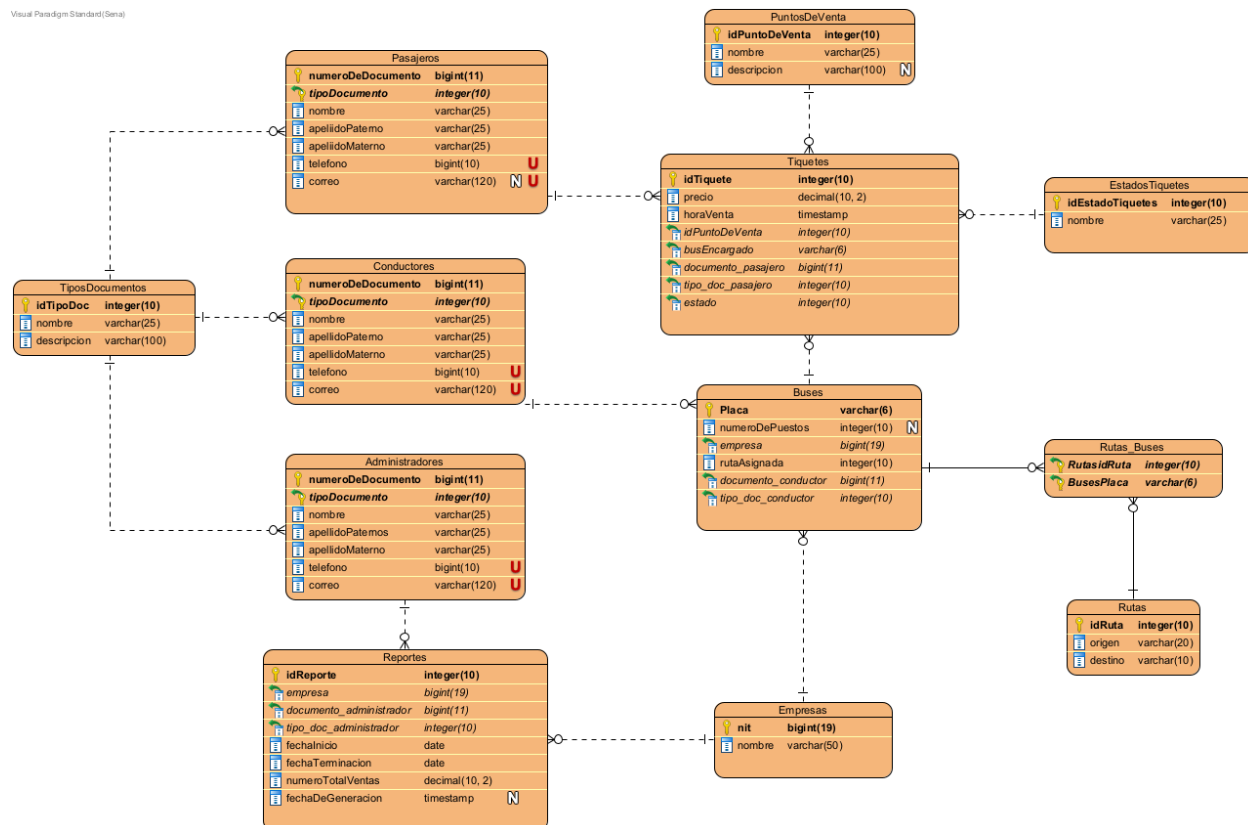 Visual Paradigm Standard(Sena)
PuntosDeVenta
idPuntoDeVenta integer(10)
nombre varchar(25)
descripcion varchar(100) N
Pasajeros
numeroDeDocumento bigint(11)
tipoDocumento integer(10)
nombre varchar(25)
apeliidoPaterno varchar(25)
apeliidoMaterno varchar(25)
telefono bigint(10) U
correo varchar(120) N U
Tiquetes
idTiquete integer(10)
precio decimal(10, 2)
horaVenta timestamp
idPuntoDeVenta integer(10)
busEncargado varchar(6)
documento_pasajero bigint(11)
tipo_doc_pasajero integer(10)
estado integer(10)
EstadosTiquetes
idEstadoTiquetes integer(10)
nombre varchar(25)
Conductores
numeroDeDocumento bigint(11)
tipoDocumento integer(10)
nombre varchar(25)
apellidoPaterno varchar(25)
apellidoMaterno varchar(25)
telefono bigint(10) U
correo varchar(120) U
TiposDocumentos
idTipoDoc integer(10)
nombre varchar(25)
descripcion varchar(100)
Buses
Placa varchar(6)
numeroDePuestos integer(10) N
empresa bigint(19)
rutaAsignada integer(10)
documento_conductor bigint(11)
tipo_doc_conductor integer(10)
Rutas_Buses
RutasidRuta integer(10)
BusesPlaca varchar(6)
Administradores
numeroDeDocumento bigint(11)
tipoDocumento integer(10)
nombre varchar(25)
apellidoPaternos varchar(25)
apellidoMaterno varchar(25)
telefono bigint(10) U
correo varchar(120) U
Rutas
idRuta integer(10)
origen varchar(20)
destino varchar(10)
Reportes
idReporte integer(10)
empresa bigint(19)
documento_administrador bigint(11)
tipo_doc_administrador integer(10)
fechaInicio date
fechaTerminacion date
numeroTotalVentas decimal(10, 2)
fechaDeGeneracion timestamp N
Empresas
nit bigint(19)
nombre varchar(50)